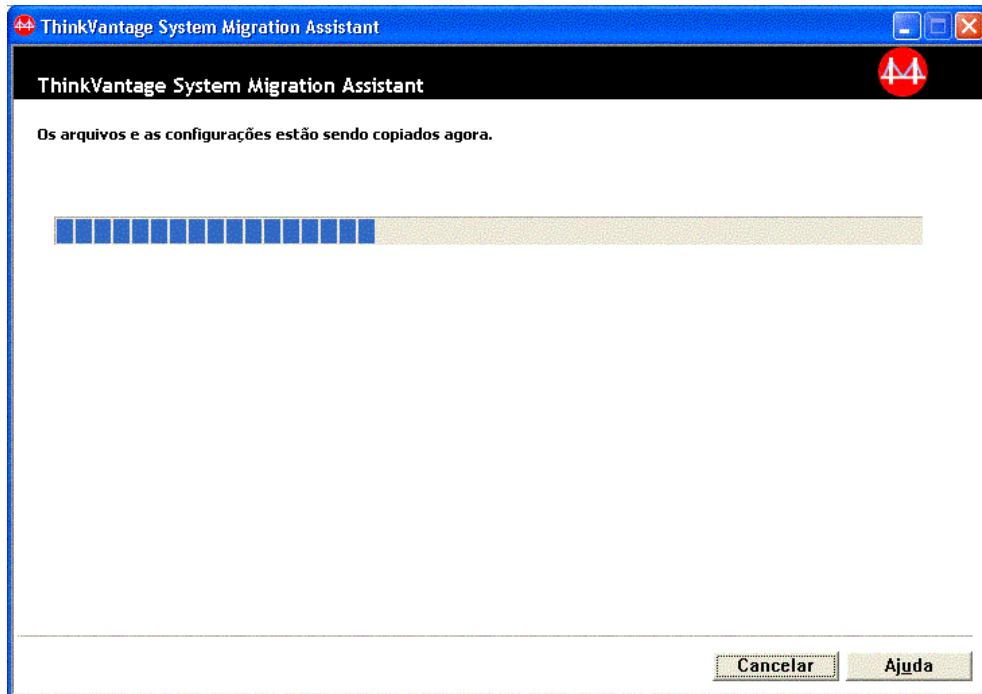 ThinkVantage System Migration Assistant
ThinkVantage System Migration Assistant
Os arquivos e as configurações estão sendo copiados agora.
Cancelar
Ajuda